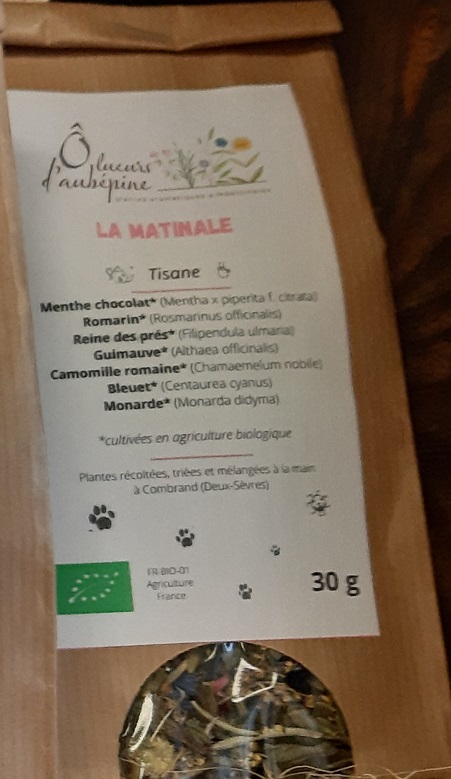 Ô lueurs
d'aubépine
LA MATINALE
Tisane
Menthe chocolat* (Mentha x piperita f. citrata)
Romarin* (Rosmarinus officinalis)
Reine des prés* (Filipendula ulmaria)
Guimauve* (Althaea officinalis)
Camomille romaine* (Chamaemelum nobile)
Bleuet* (Centaurea cyanus)
Monarde* (Monarda didyma)
*cultivées en agriculture biologique
Plantes récoltées, triées et mélangées à la main
à Combrand (Deux-Sèvres)
FR-BIO-01
Agriculture
France
30 g